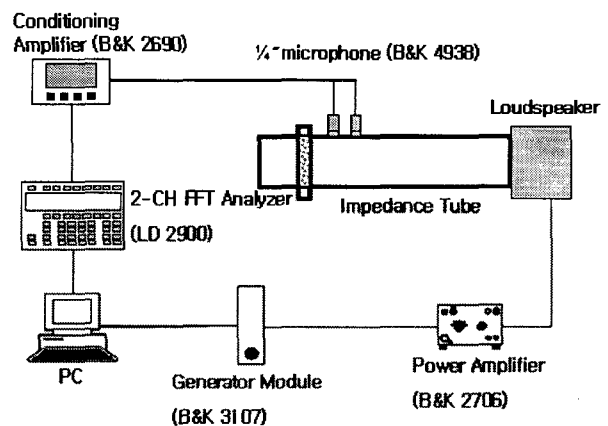 Conditioning
Amplifier (B&K 2690)
¼" microphone (B&K 4938)
Loudspeaker
2-CH FFT Analyzer
(LD 2900)
Impedance Tube
PC
Generator Module
(B&K 3107)
Power Amplifier
(B&K 2706)